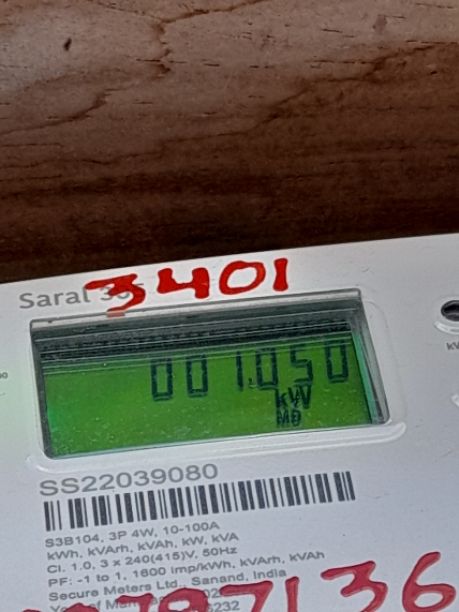 Saral
3401
001.050
kW
MD
SS22039080
S3B104, 3P 4W, 10-100A
kWh, kVArh, kVAh, kW, kVA
Cl. 1.0, 3 x 240(415)V, 50Hz
PF: -1 to 1, 1600 imp/kWh, kVArh, kVAh
Secure Meters Ltd., Sanand, India
7136